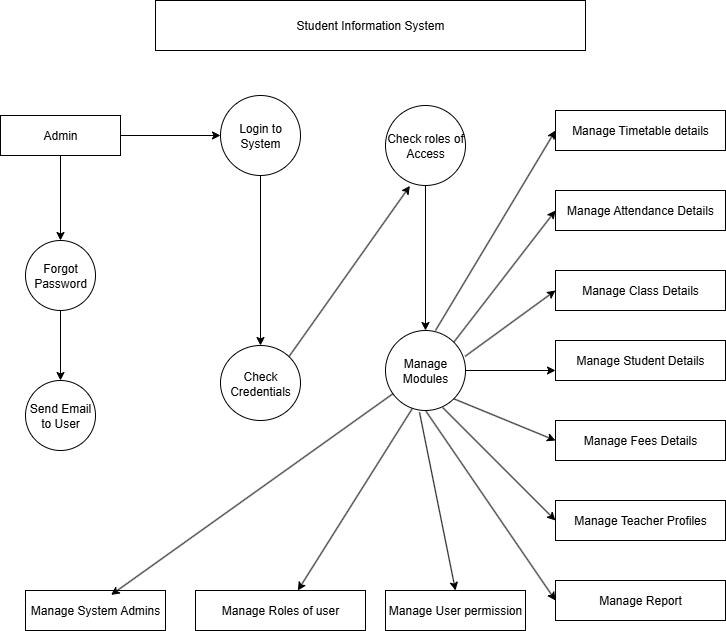 Student Information System
Admin
Login to
System
Check roles of
Access
Manage Timetable details
Manage Attendance Details
Forgot
Password
Manage Class Details
Manage Student Details
Manage
Modules
Check
Credentials
Send Email
to User
Manage Fees Details
Manage Teacher Profiles
Manage System Admins
Manage Roles of user
Manage User permission
Manage Report